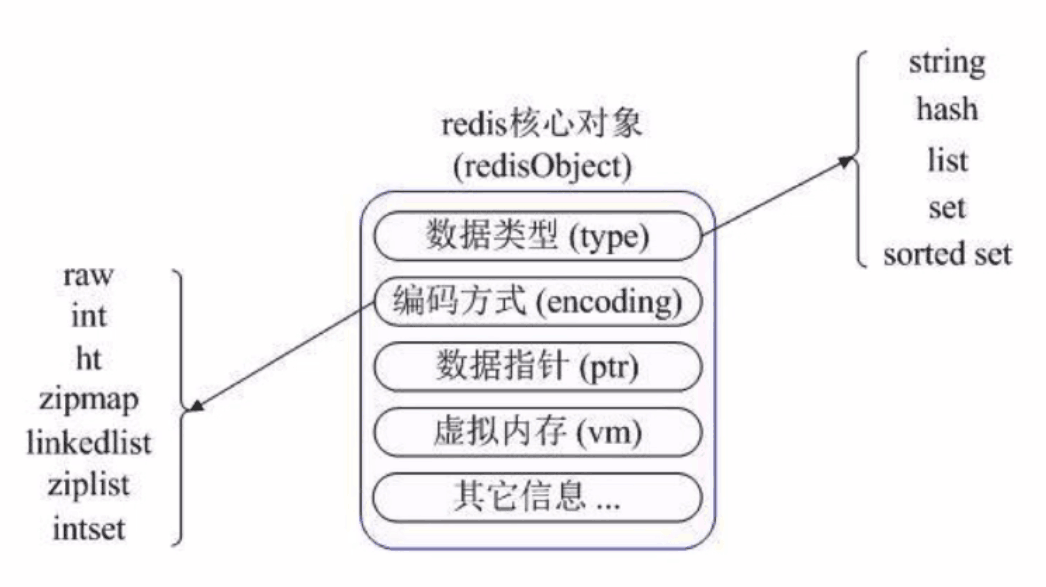 redis核心对象
(redisObject)
数据类型 (type)
编码方式 (encoding)
数据指针 (ptr)
虚拟内存 (vm)
其它信息 ...
string
hash
list
set
sorted set
raw
int
ht
zipmap
linkedlist
ziplist
intset